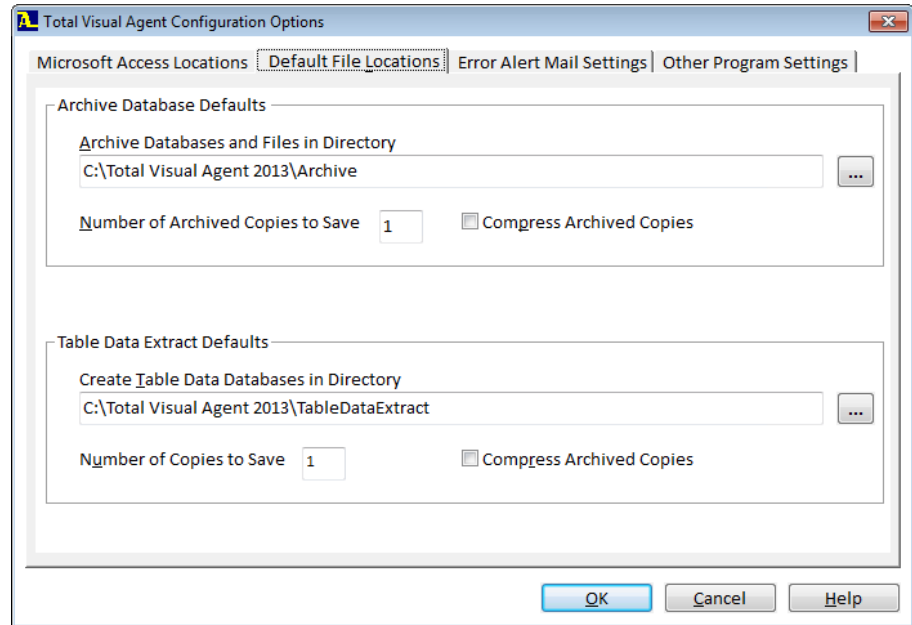 Total Visual Agent Configuration Options
Microsoft Access Locations Default File Locations Error Alert Mail Settings Other Program Settings
Archive Database Defaults
Archive Databases and Files in Directory
C:\Total Visual Agent 2013\Archive ...
Number of Archived Copies to Save 1 Compress Archived Copies
Table Data Extract Defaults
Create Table Data Databases in Directory
C:\Total Visual Agent 2013\TableDataExtract ...
Number of Copies to Save 1 Compress Archived Copies
OK Cancel Help